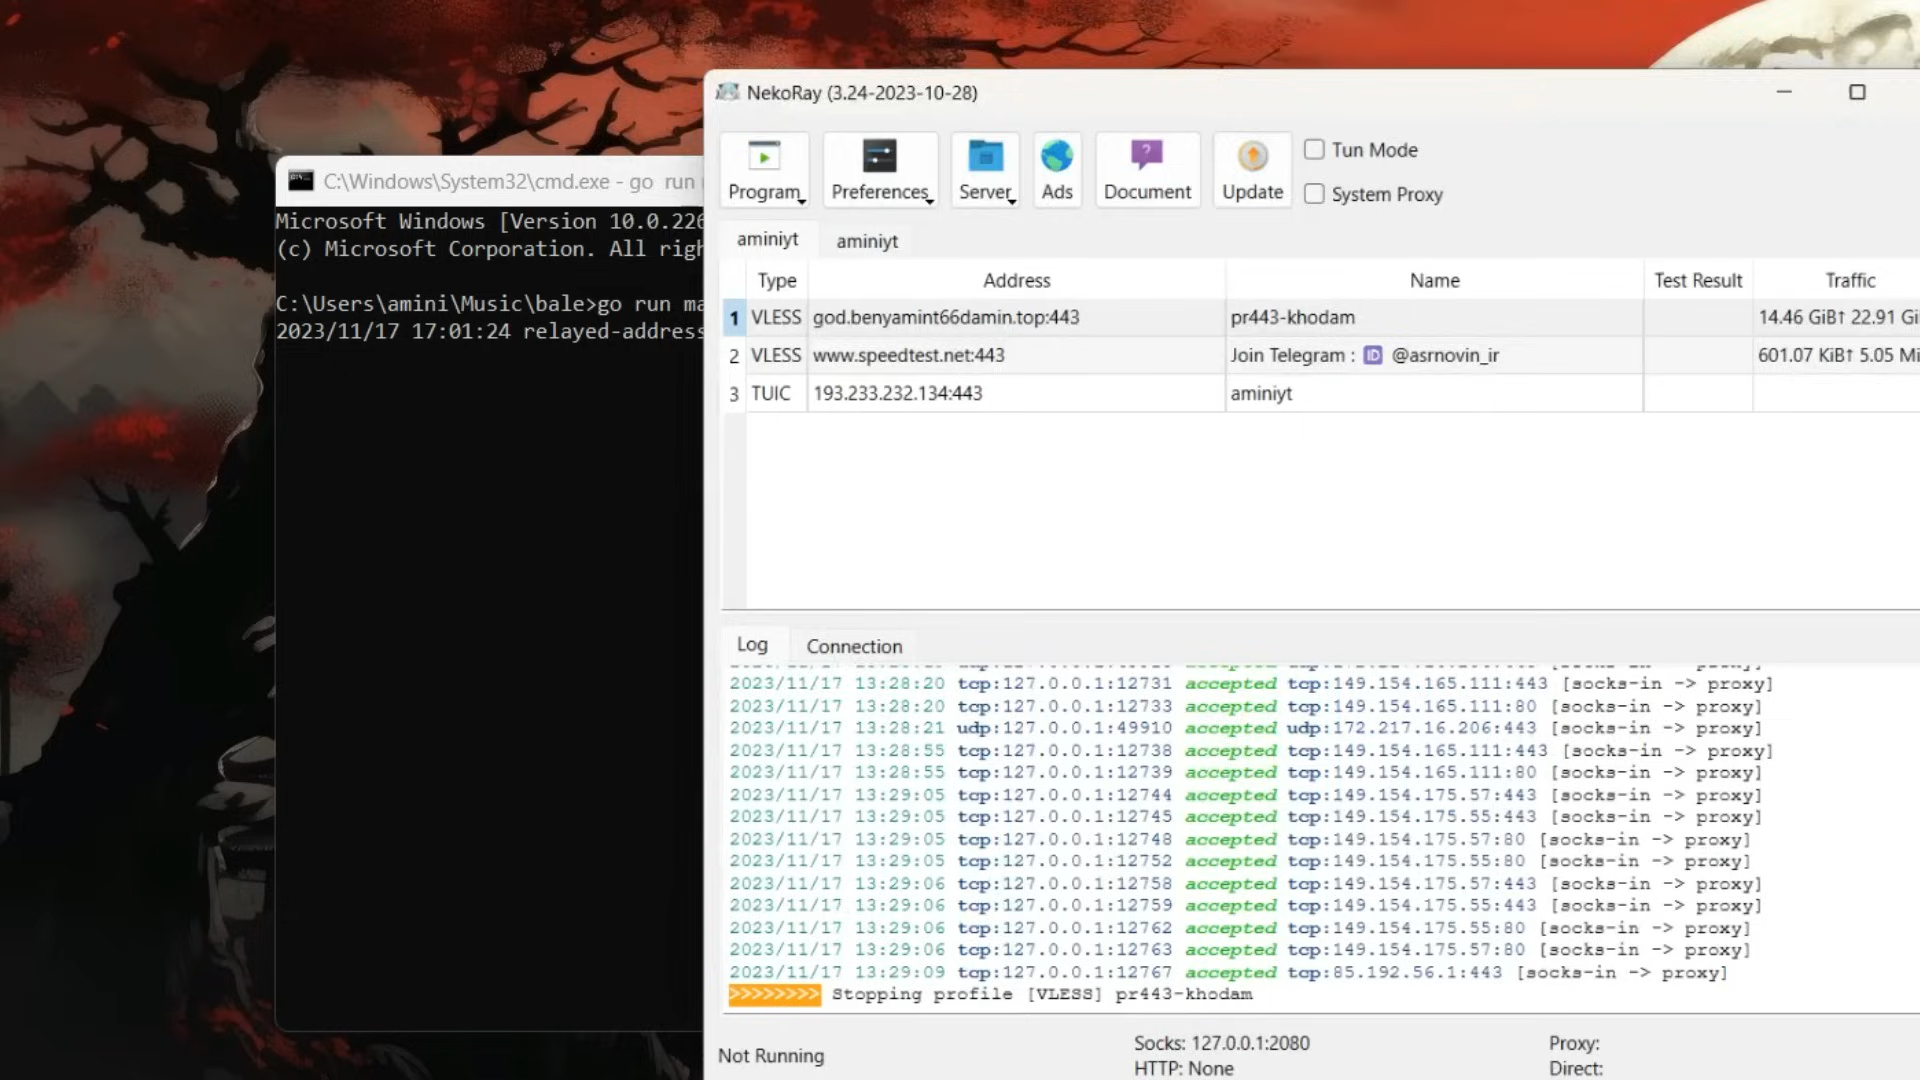 NekoRay (3.24-2023-10-28)
Program
Preferences
Server
Ads
Document
Update
Tun Mode
System Proxy
C:\Windows\System32\cmd.exe - go run
Microsoft Windows [Version 10.0.226
(c) Microsoft Corporation. All righ
C:\Users\amini\Music\bale>go run ma
2023/11/17 17:01:24 relayed-address
aminiyt aminiyt
Type Address Name Test Result Traffic
1 VLESS god.benyamint66damin.top:443 pr443-khodam 14.46 GiB↑ 22.91 Gi
2 VLESS www.speedtest.net:443 Join Telegram : 🆔 @asrnovin_ir 601.07 KiB↑ 5.05 Mi
3 TUIC 193.233.232.134:443 aminiyt
Log Connection
2023/11/17 13:28:20 tcp:127.0.0.1:12731 accepted tcp:149.154.165.111:443 [socks-in -> proxy]
2023/11/17 13:28:20 tcp:127.0.0.1:12733 accepted tcp:149.154.165.111:80 [socks-in -> proxy]
2023/11/17 13:28:21 udp:127.0.0.1:49910 accepted udp:172.217.16.206:443 [socks-in -> proxy]
2023/11/17 13:28:55 tcp:127.0.0.1:12738 accepted tcp:149.154.165.111:443 [socks-in -> proxy]
2023/11/17 13:28:55 tcp:127.0.0.1:12739 accepted tcp:149.154.165.111:80 [socks-in -> proxy]
2023/11/17 13:29:05 tcp:127.0.0.1:12744 accepted tcp:149.154.175.57:443 [socks-in -> proxy]
2023/11/17 13:29:05 tcp:127.0.0.1:12745 accepted tcp:149.154.175.55:443 [socks-in -> proxy]
2023/11/17 13:29:05 tcp:127.0.0.1:12748 accepted tcp:149.154.175.57:80 [socks-in -> proxy]
2023/11/17 13:29:05 tcp:127.0.0.1:12752 accepted tcp:149.154.175.55:80 [socks-in -> proxy]
2023/11/17 13:29:06 tcp:127.0.0.1:12758 accepted tcp:149.154.175.57:443 [socks-in -> proxy]
2023/11/17 13:29:06 tcp:127.0.0.1:12759 accepted tcp:149.154.175.55:443 [socks-in -> proxy]
2023/11/17 13:29:06 tcp:127.0.0.1:12762 accepted tcp:149.154.175.55:80 [socks-in -> proxy]
2023/11/17 13:29:06 tcp:127.0.0.1:12763 accepted tcp:149.154.175.57:80 [socks-in -> proxy]
2023/11/17 13:29:09 tcp:127.0.0.1:12767 accepted tcp:85.192.56.1:443 [socks-in -> proxy]
>>>>>>>> Stopping profile [VLESS] pr443-khodam
Not Running
Socks: 127.0.0.1:2080
HTTP: None
Proxy:
Direct: